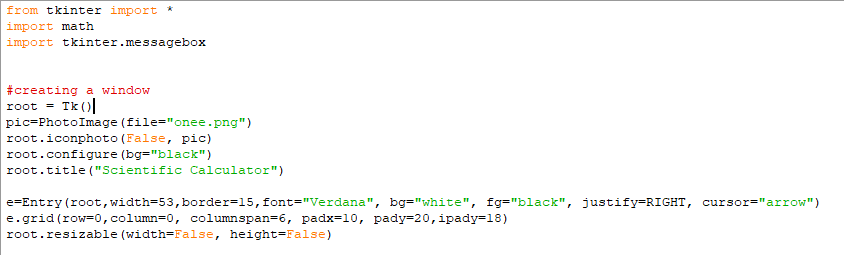 from tkinter import *
import math
import tkinter.messagebox
#creating a window
root = Tk()
pic=PhotoImage(file="onee.png")
root.iconphoto(False, pic)
root.configure(bg="black")
root.title("Scientific Calculator")
e=Entry(root,width=53,border=15,font="Verdana", bg="white", fg="black", justify=RIGHT, cursor="arrow")
e.grid(row=0,column=0, columnspan=6, padx=10, pady=20,ipady=18)
root.resizable(width=False, height=False)